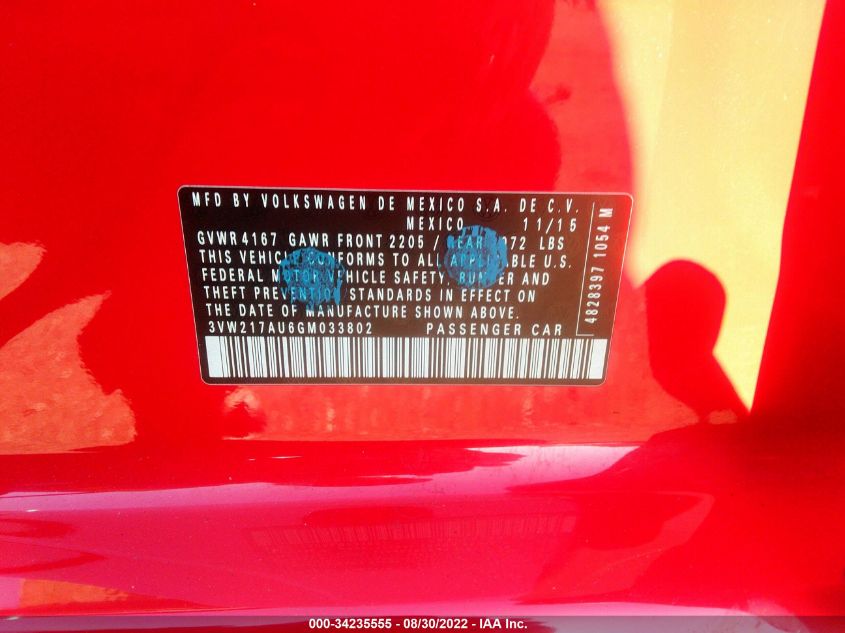 MFD BY VOLKSWAGEN DE MEXICO S.A. DE C.V.
MEXICO 11/15
GVWR 4167 GAWR FRONT 2205 / REAR LBS
THIS VEHICLE CONFORMS TO ALL APPLICABLE U.S.
FEDERAL MOTOR VEHICLE SAFETY, BUMPER AND
THEFT PREVENTION STANDARDS IN EFFECT ON
THE DATE OF MANUFACTURE SHOWN ABOVE.
3VW217AU6GM033802 PASSENGER CAR
4828397 1054 M
000-34235555 - 08/30/2022 - IAA Inc.